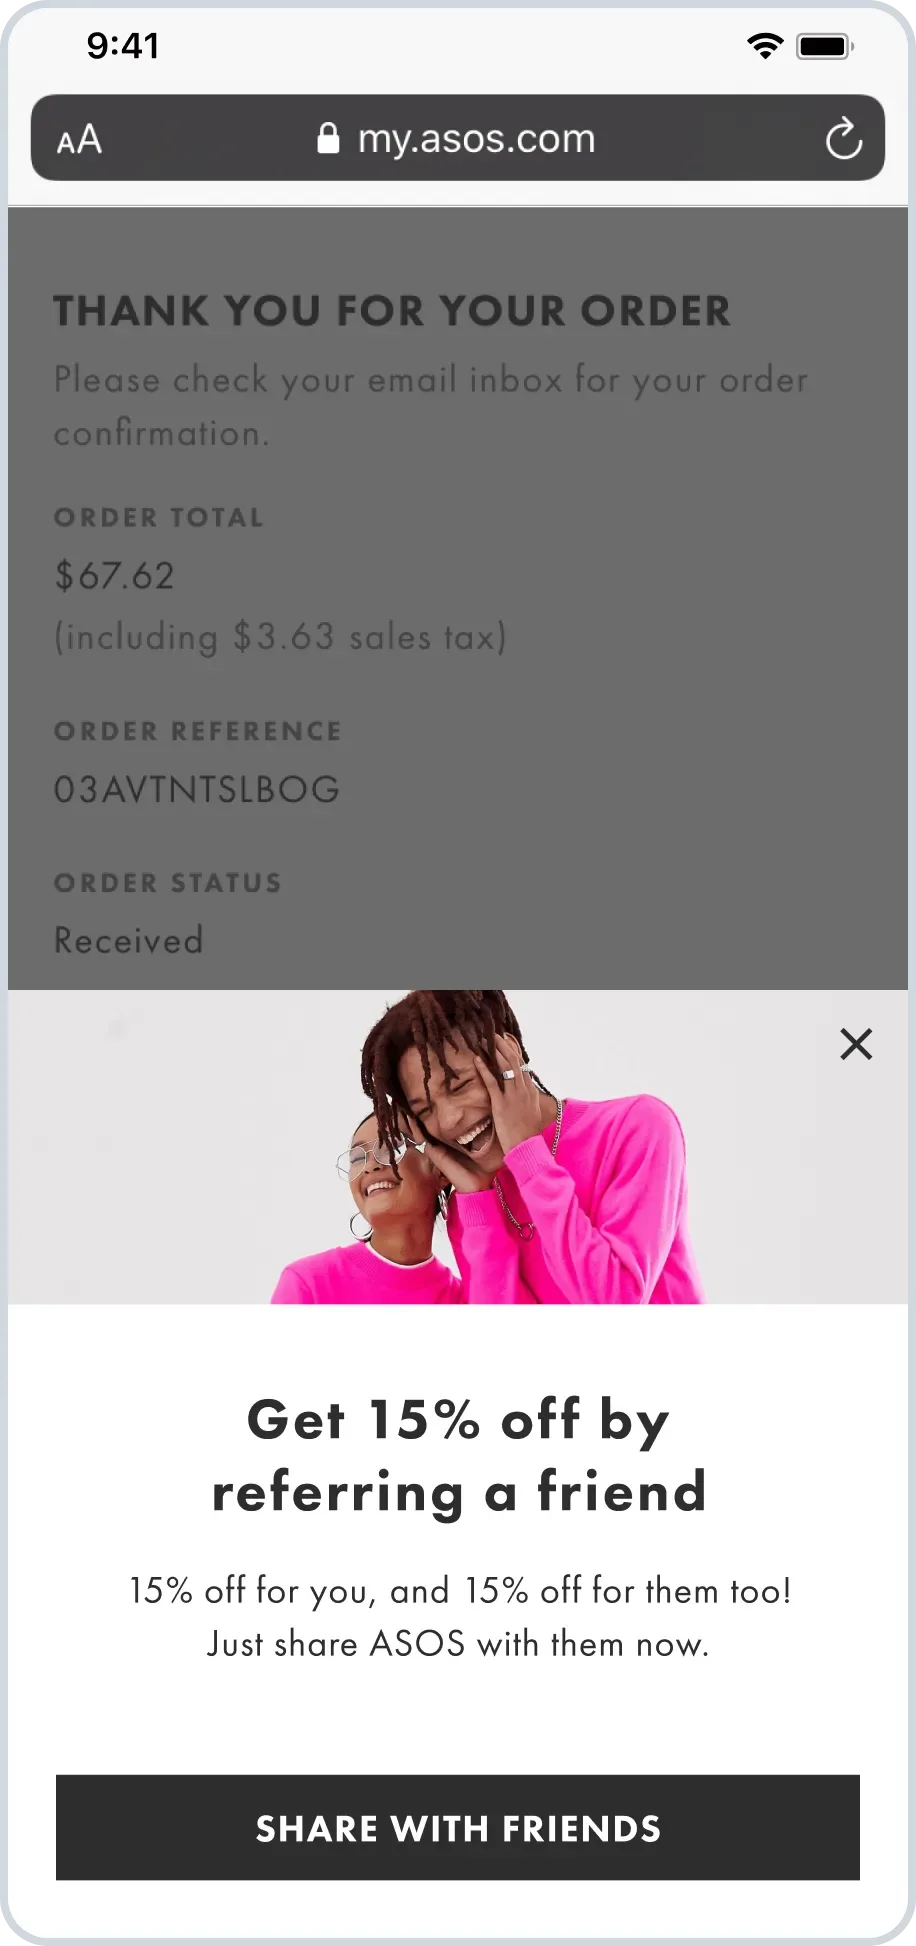 9:41
AA my.asos.com
THANK YOU FOR YOUR ORDER
Please check your email inbox for your order
confirmation.
ORDER TOTAL
$67.62
(including $3.63 sales tax)
ORDER REFERENCE
03AVTNTSLBOG
ORDER STATUS
Received
Get 15% off by
referring a friend
15% off for you, and 15% off for them too!
Just share ASOS with them now.
SHARE WITH FRIENDS